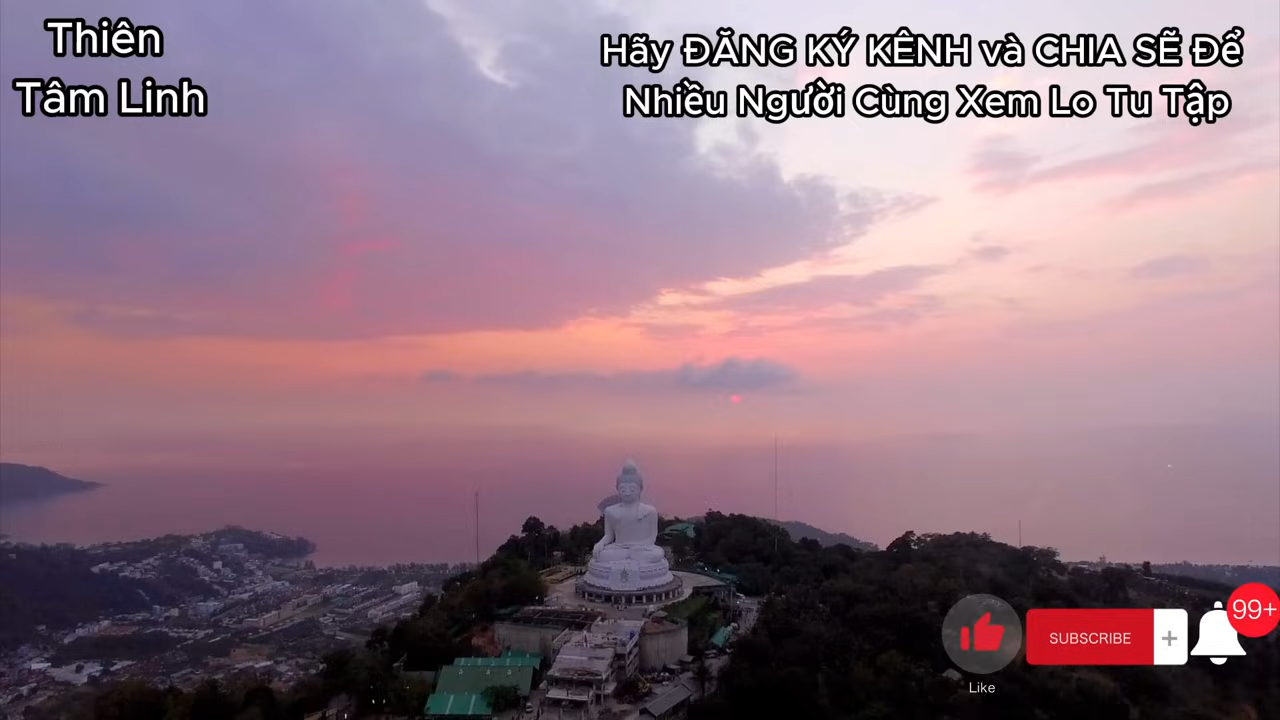 Thiên
Tâm Linh
Hãy ĐĂNG KÝ KÊNH và CHIA SẼ Để
Nhiều Người Cùng Xem Lo Tu Tập
99+
SUBSCRIBE
Like